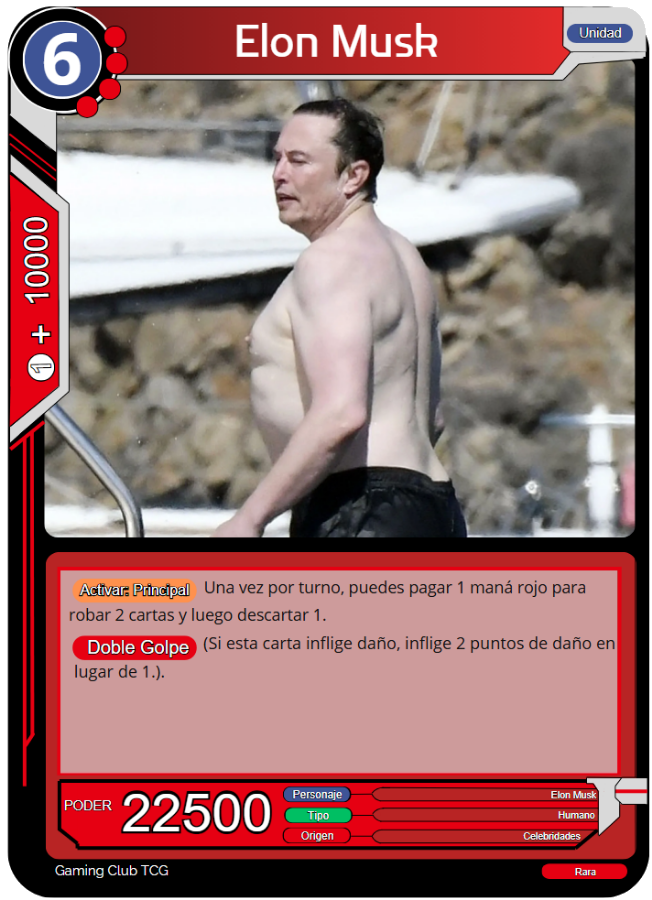 6
Elon Musk
Unidad
1 + 10000
Activar: Principal Una vez por turno, puedes pagar 1 maná rojo para
robar 2 cartas y luego descartar 1.
Doble Golpe (Si esta carta inflige daño, inflige 2 puntos de daño en
lugar de 1.).
PODER 22500
Personaje Elon Musk
Tipo Humano
Origen Celebridades
Gaming Club TCG
Rara